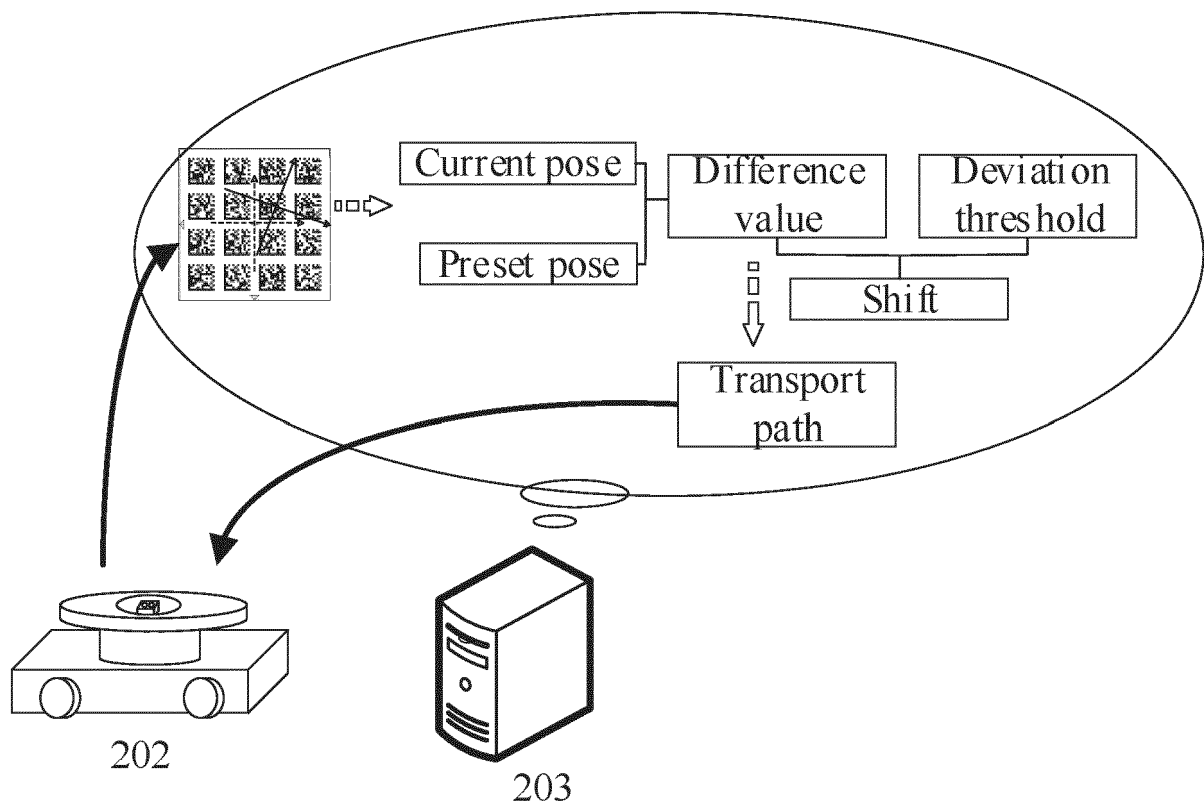 Current pose
Preset pose
Difference
value
Deviation
threshold
Shift
Transport
path
202
203